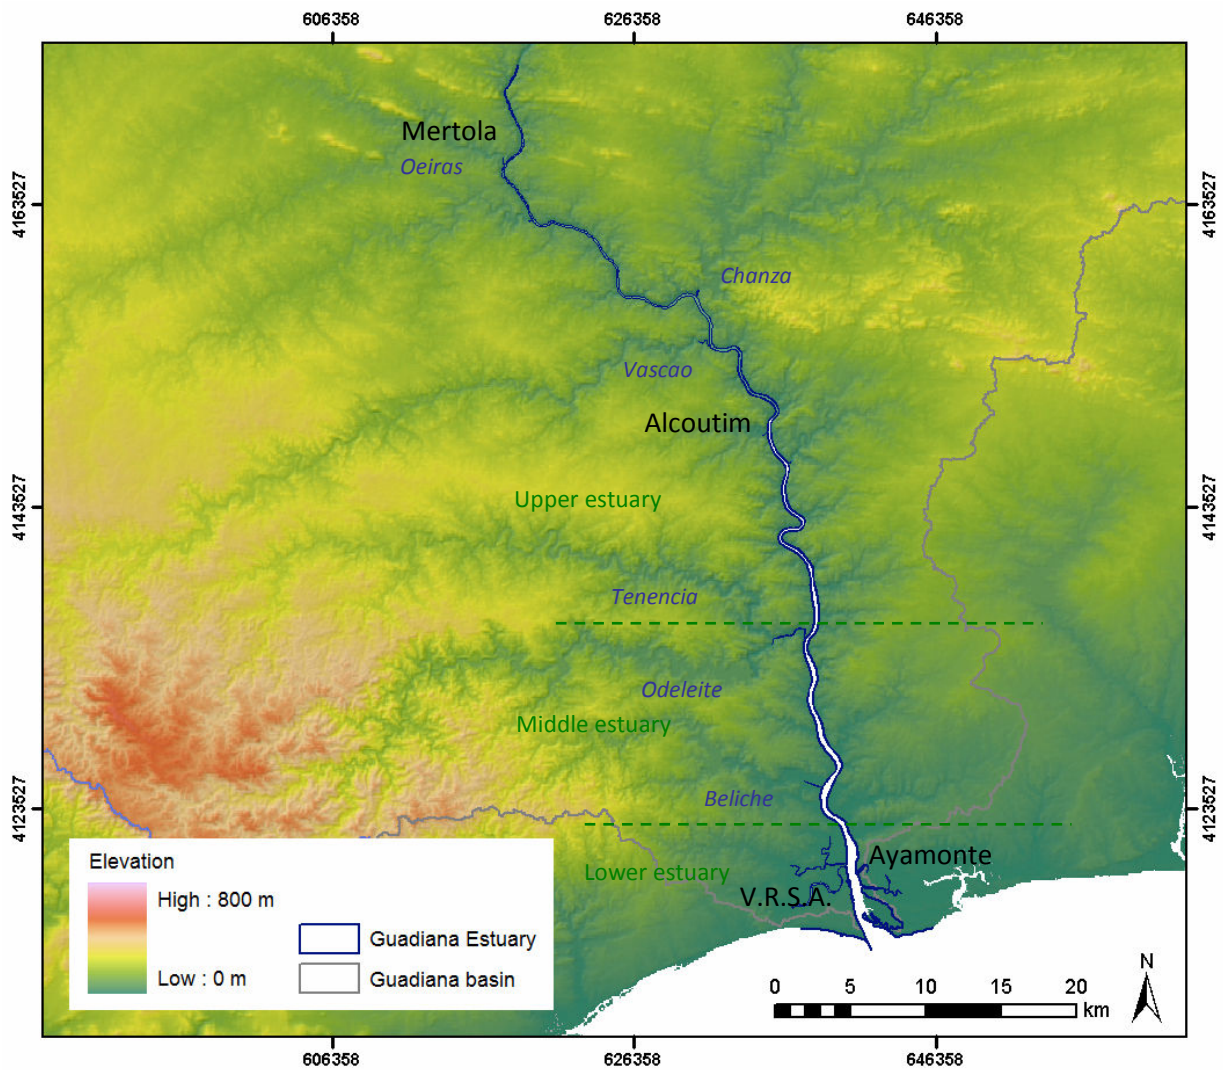 606358
626358
646358
Mertola
Oeiras
4163527
4163527
Chanza
Vascao
Alcoutim
Upper estuary
4143527
4143527
Tenencia
Odeleite
Middle estuary
Beliche
4123527
4123527
Ayamonte
Lower estuary
V.R.S.A.
Elevation
High : 800 m
Low : 0 m
Guadiana Estuary
Guadiana basin
0 5 10 15 20
km
N
606358
626358
646358